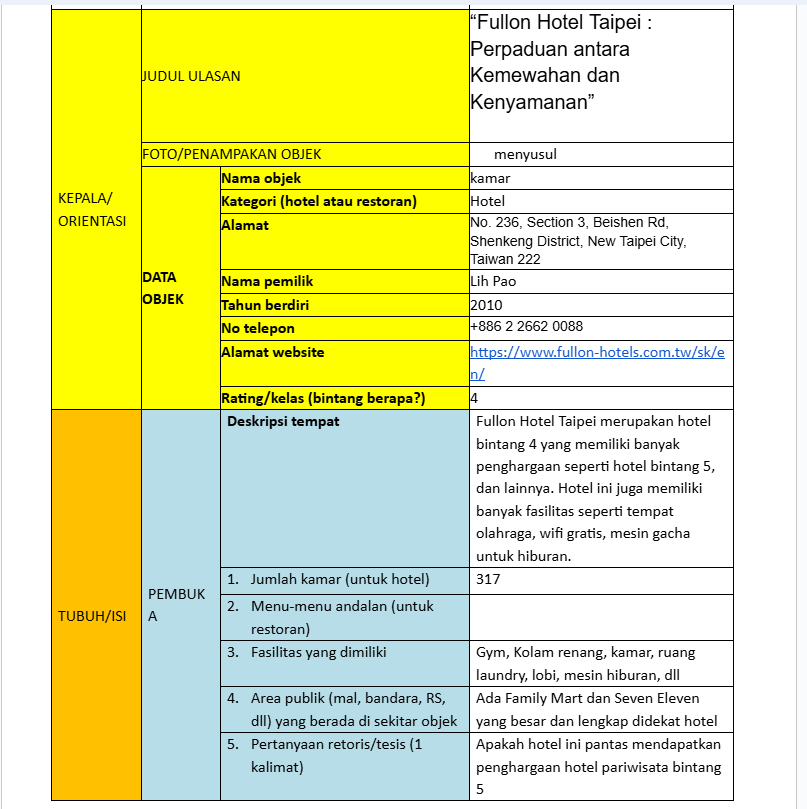 KEPALA/
ORIENTASI
JUDUL ULASAN
“Fullon Hotel Taipei :
Perpaduan antara
Kemewahan dan
Kenyamanan”
FOTO/PENAMPAKAN OBJEK
menyusul
DATA
OBJEK
Nama objek
kamar
Kategori (hotel atau restoran)
Hotel
Alamat
No. 236, Section 3, Beishen Rd,
Shenkeng District, New Taipei City,
Taiwan 222
Nama pemilik
Lih Pao
Tahun berdiri
2010
No telepon
+886 2 2662 0088
Alamat website
https://www.fullon-hotels.com.tw/sk/e
n/
Rating/kelas (bintang berapa?)
4
TUBUH/ISI
PEMBUK
A
Deskripsi tempat
Fullon Hotel Taipei merupakan hotel
bintang 4 yang memiliki banyak
penghargaan seperti hotel bintang 5,
dan lainnya. Hotel ini juga memiliki
banyak fasilitas seperti tempat
olahraga, wifi gratis, mesin gacha
untuk hiburan.
1. Jumlah kamar (untuk hotel)
317
2. Menu-menu andalan (untuk
restoran)
3. Fasilitas yang dimiliki
Gym, Kolam renang, kamar, ruang
laundry, lobi, mesin hiburan, dll
4. Area publik (mal, bandara, RS,
dll) yang berada di sekitar objek
Ada Family Mart dan Seven Eleven
yang besar dan lengkap didekat hotel
5. Pertanyaan retoris/tesis (1
kalimat)
Apakah hotel ini pantas mendapatkan
penghargaan hotel pariwisata bintang
5